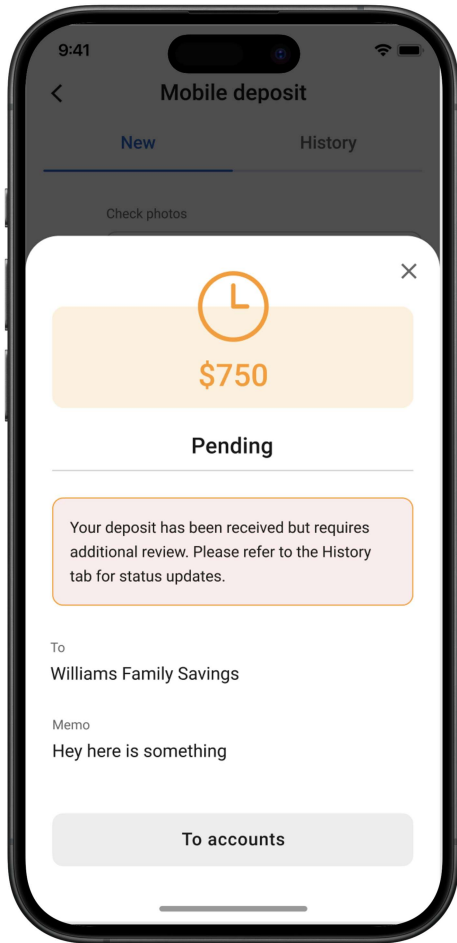 9:41
Mobile deposit
New
History
Check photos
$750
Pending
Your deposit has been received but requires
additional review. Please refer to the History
tab for status updates.
To
Williams Family Savings
Memo
Hey here is something
To accounts